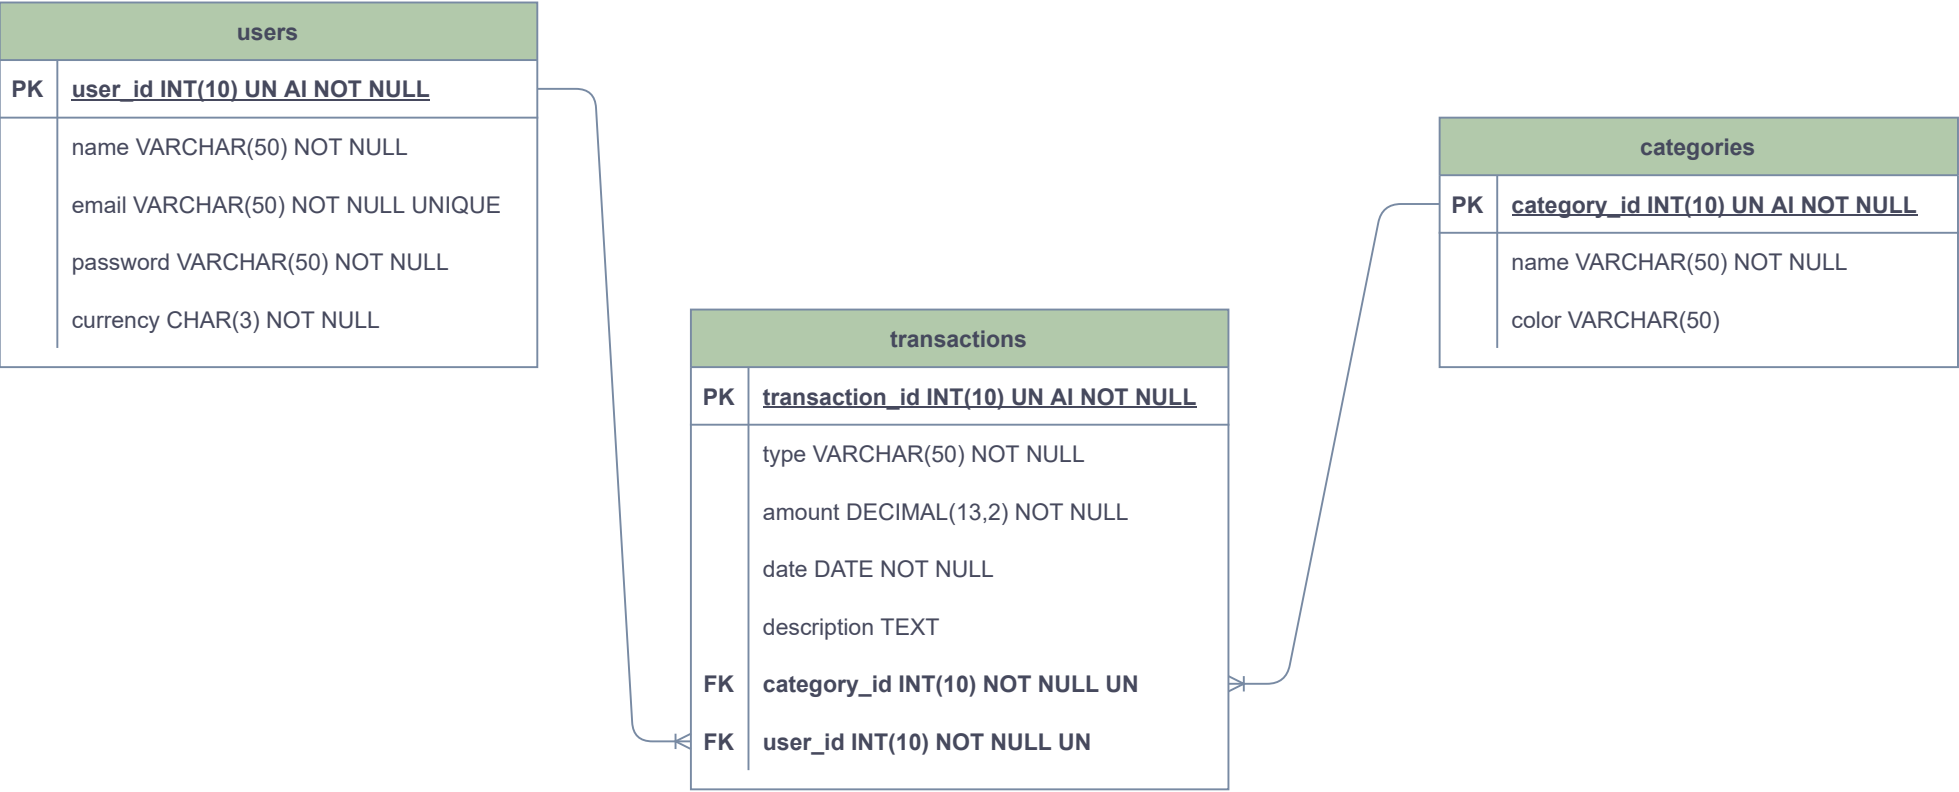 users
PK user_id INT(10) UN AI NOT NULL
name VARCHAR(50) NOT NULL
email VARCHAR(50) NOT NULL UNIQUE
password VARCHAR(50) NOT NULL
currency CHAR(3) NOT NULL
transactions
PK transaction_id INT(10) UN AI NOT NULL
type VARCHAR(50) NOT NULL
amount DECIMAL(13,2) NOT NULL
date DATE NOT NULL
description TEXT
FK category_id INT(10) NOT NULL UN
FK user_id INT(10) NOT NULL UN
categories
PK category_id INT(10) UN AI NOT NULL
name VARCHAR(50) NOT NULL
color VARCHAR(50)